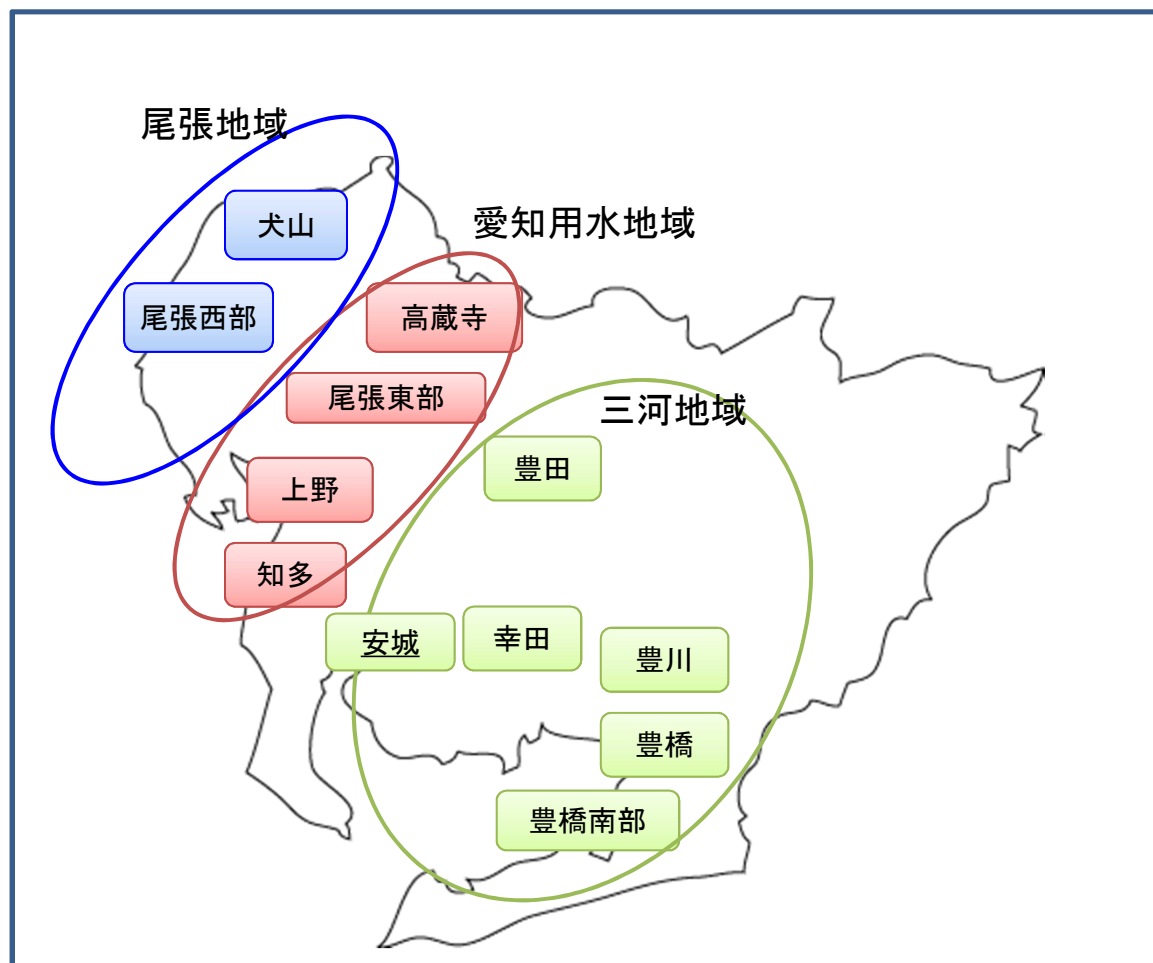 尾張地域
犬山
愛知用水地域
尾張西部
高蔵寺
尾張東部
三河地域
豊田
上野
知多
安城
幸田
豊川
豊橋
豊橋南部